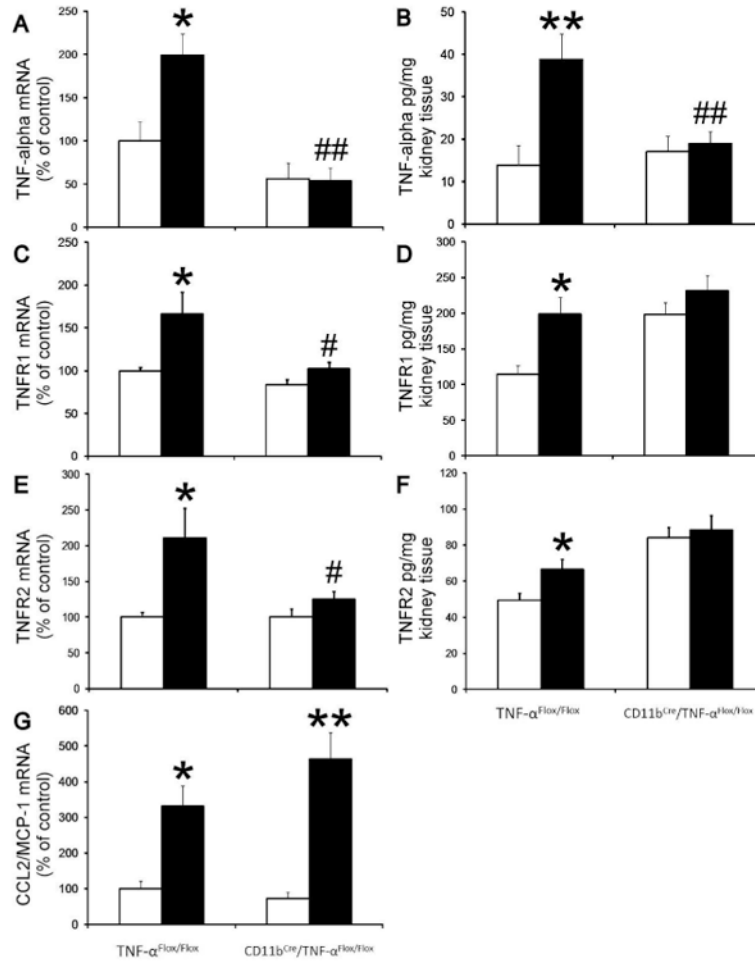 A
TNF-alpha mRNA
(% of control)
250
200
150
100
50
0
*
##
B
TNF-alpha pg/mg
kidney tissue
50
40
30
20
10
0
**
##
C
TNFR1 mRNA
(% of control)
250
200
150
100
50
0
*
#
D
TNFR1 pg/mg
kidney tissue
300
250
200
150
100
50
0
*
E
TNFR2 mRNA
(% of control)
300
250
200
150
100
50
0
*
#
F
TNFR2 pg/mg
kidney tissue
120
100
80
60
40
20
0
*
TNF-α^Flox/Flox
CD11b^Cre/TNF-α^Flox/Flox
G
CCL2/MCP-1 mRNA
(% of control)
600
500
400
300
200
100
0
*
**
TNF-α^Flox/Flox
CD11b^Cre/TNF-α^Flox/Flox